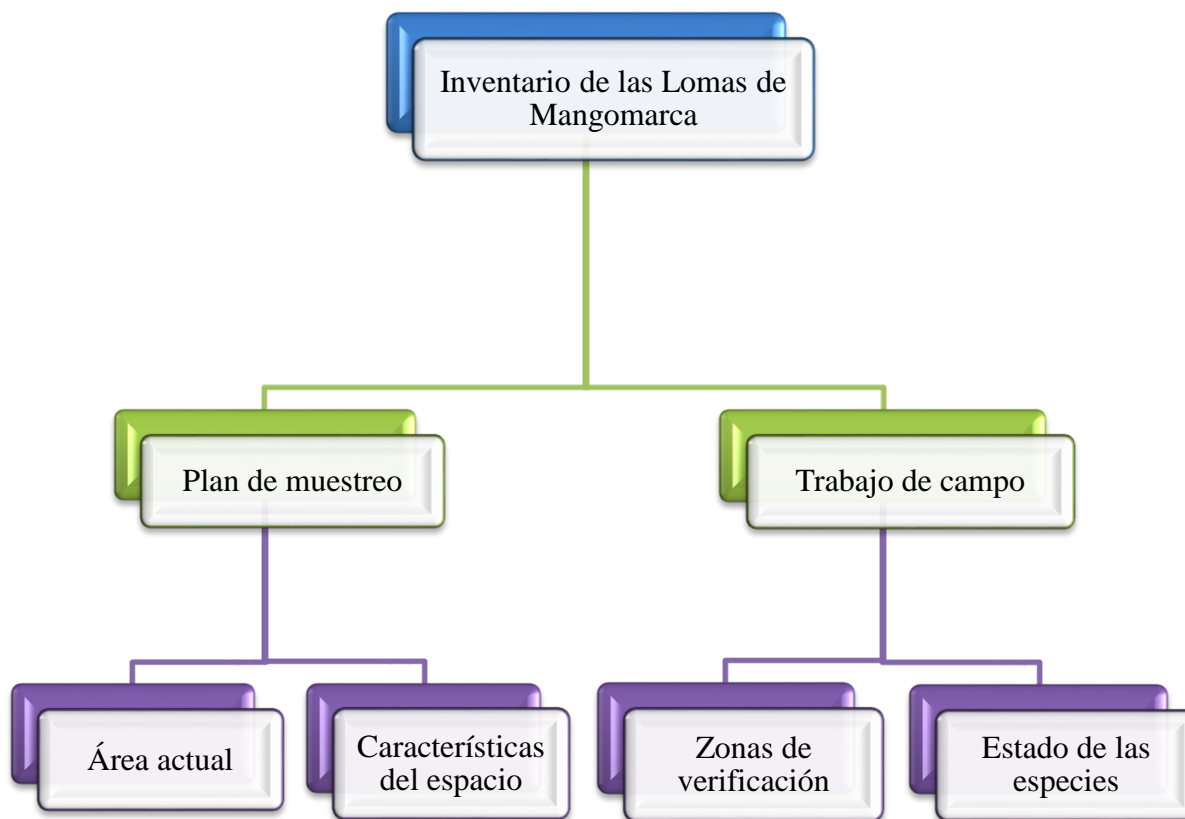 Inventario de las Lomas de
Mangomarca
Plan de muestreo
Trabajo de campo
Área actual
Características
del espacio
Zonas de
verificación
Estado de las
especies